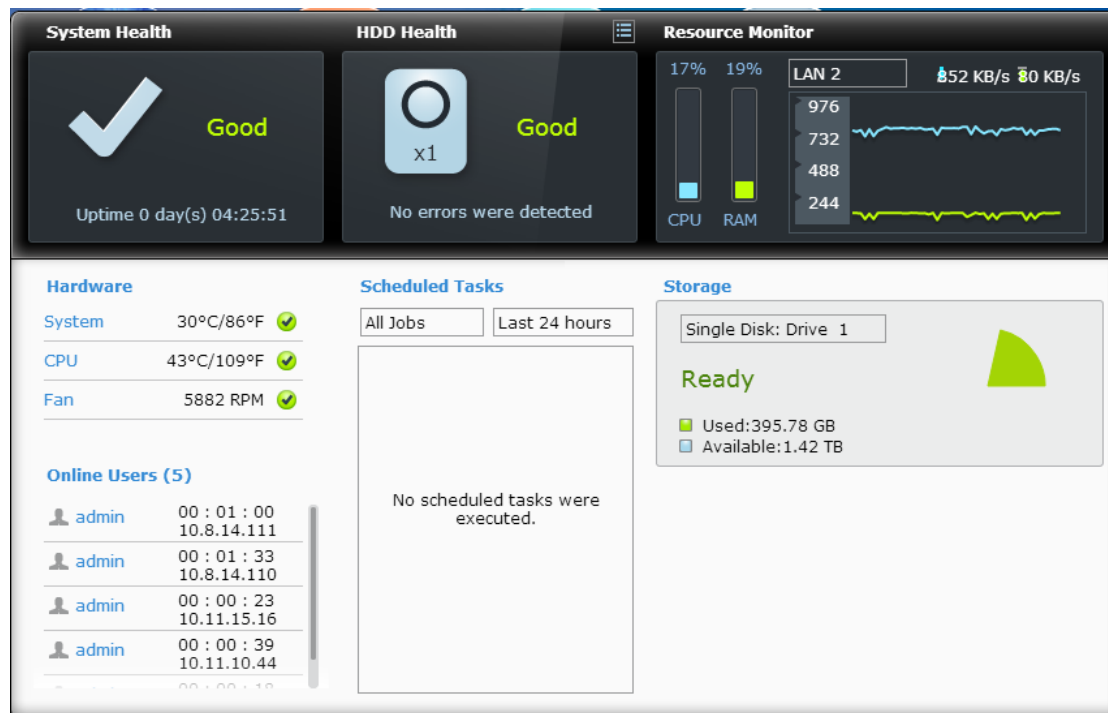 System Health
Good
Uptime 0 day(s) 04:25:51
HDD Health
x1
Good
No errors were detected
Resource Monitor
17% 19%
CPU RAM
LAN 2
KB/s KB/s
976
732
488
244
Hardware
System 30°C/86°F
CPU 43°C/109°F
Fan 5882 RPM
Online Users (5)
admin 00 : 01 : 00
10.8.14.111
admin 00 : 01 : 33
10.8.14.110
admin 00 : 00 : 23
10.11.15.16
admin 00 : 00 : 39
10.11.10.44
Scheduled Tasks
All Jobs Last 24 hours
No scheduled tasks were
executed.
Storage
Single Disk: Drive 1
Ready
Used:395.78 GB
Available:1.42 TB